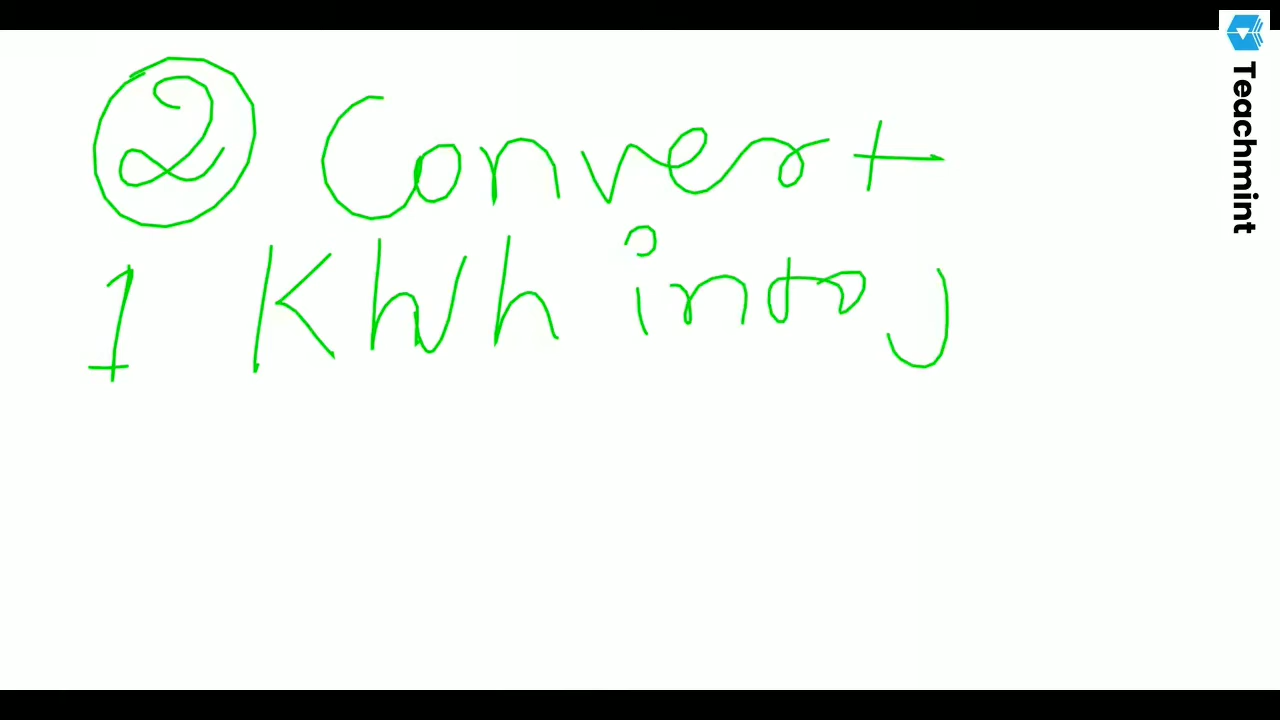 ② Convert
1 KWh into J
Teachmint